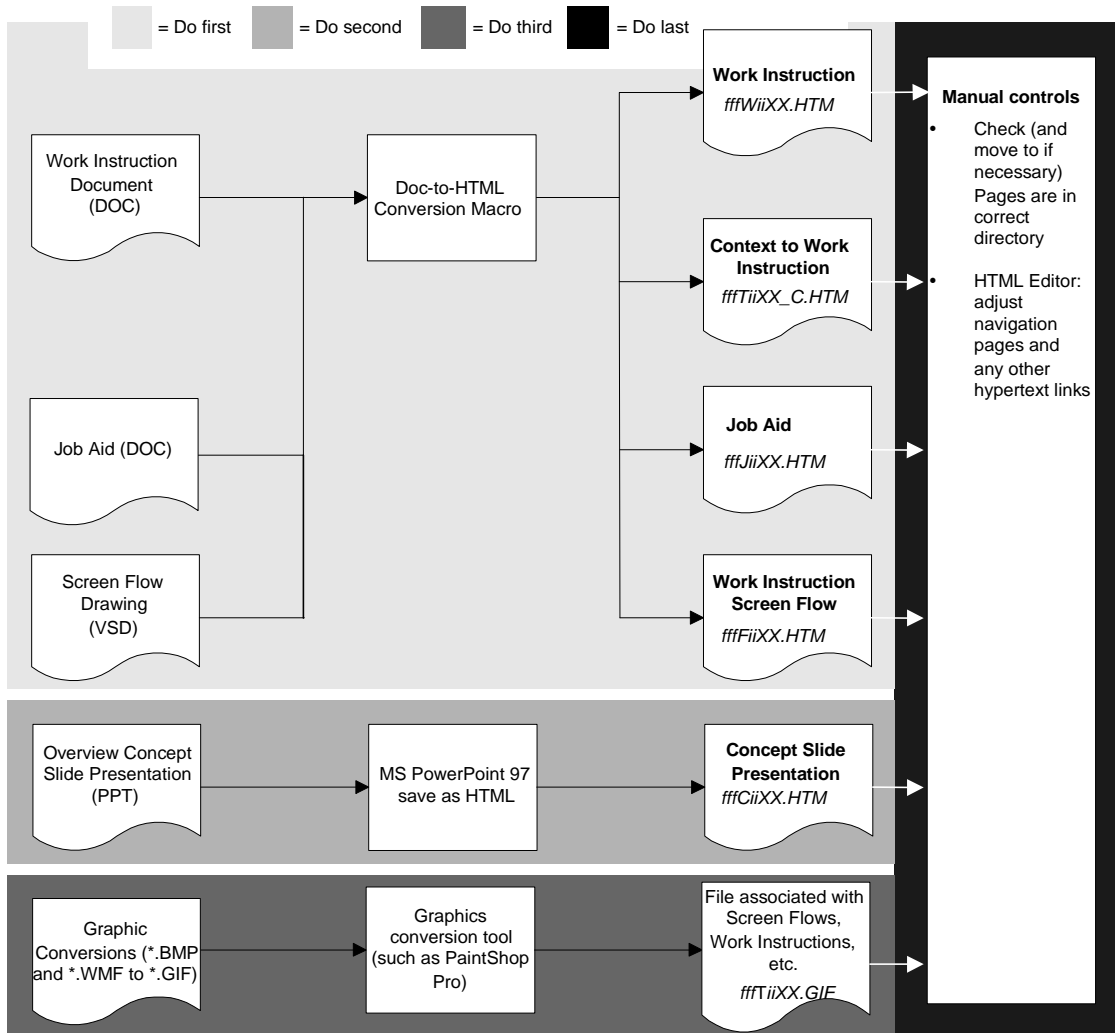 = Do first
= Do second
= Do third
= Do last
Work Instruction
Document
(DOC)
Job Aid (DOC)
Screen Flow
Drawing
(VSD)
Doc-to-HTML
Conversion Macro
Work Instruction
fffWiiXX.HTM
Context to Work
Instruction
fffTiiXX_C.HTM
Job Aid
fffJiiXX.HTM
Work Instruction
Screen Flow
fffFiiXX.HTM
Overview Concept
Slide Presentation
(PPT)
MS PowerPoint 97
save as HTML
Concept Slide
Presentation
fffCiiXX.HTM
Graphic
Conversions (*.BMP
and *.WMF to *.GIF)
Graphics
conversion tool
(such as PaintShop
Pro)
File associated with
Screen Flows,
Work Instructions,
etc.
fffTiiXX.GIF
Manual controls
• Check (and
move to if
necessary)
Pages are in
correct
directory
• HTML Editor:
adjust
navigation
pages and
any other
hypertext links